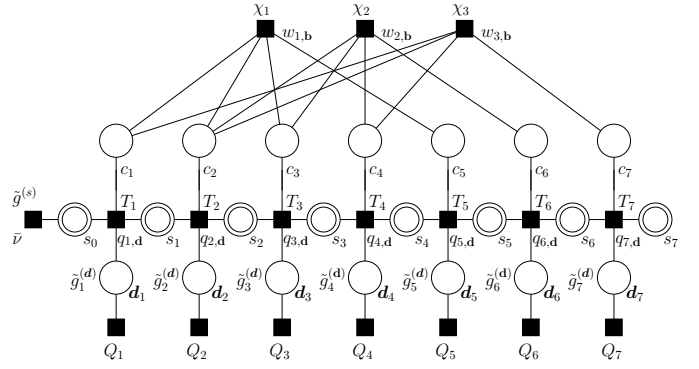 χ₁ χ₂ χ₃
w₁,𝐛 w₂,𝐛 w₃,𝐛
c₁ c₂ c₃ c₄ c₅ c₆ c₇
g̃⁽ˢ⁾ T₁ T₂ T₃ T₄ T₅ T₆ T₇
ν̄ s₀ q₁,𝐝 s₁ q₂,𝐝 s₂ q₃,𝐝 s₃ q₄,𝐝 s₄ q₅,𝐝 s₅ q₆,𝐝 s₆ q₇,𝐝 s₇
g̃₁⁽ᵈ⁾ 𝒅₁ g̃₂⁽ᵈ⁾ 𝒅₂ g̃₃⁽ᵈ⁾ 𝒅₃ g̃₄⁽ᵈ⁾ 𝒅₄ g̃₅⁽ᵈ⁾ 𝒅₅ g̃₆⁽ᵈ⁾ 𝒅₆ g̃₇⁽ᵈ⁾ 𝒅₇
Q₁ Q₂ Q₃ Q₄ Q₅ Q₆ Q₇